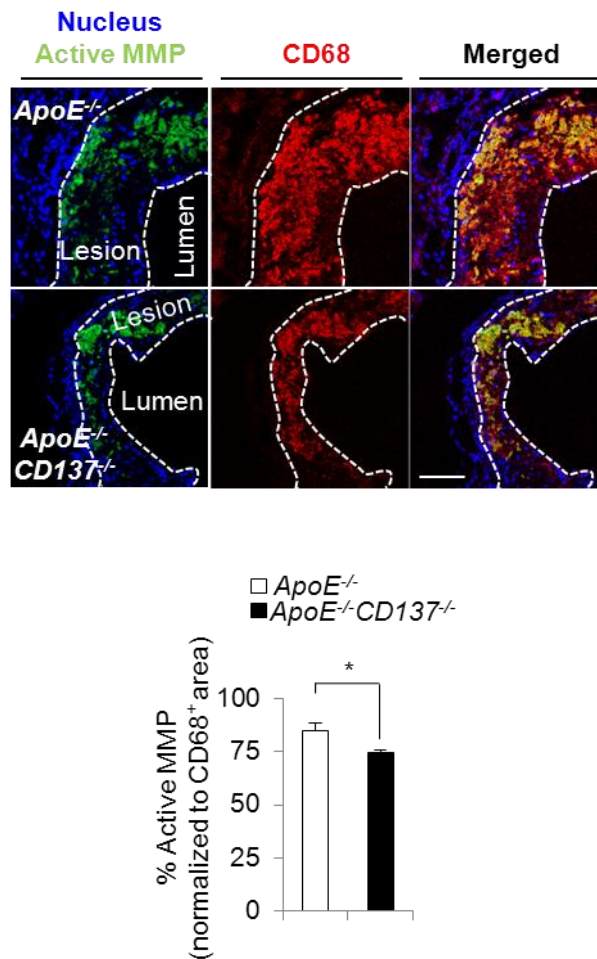 Nucleus
Active MMP CD68 Merged
ApoE-/-
Lesion
Lumen
Lesion
Lumen
ApoE-/-
CD137-/-
ApoE-/-
ApoE-/-CD137-/-
% Active MMP
(normalized to CD68+ area)
*
100
75
50
25
0